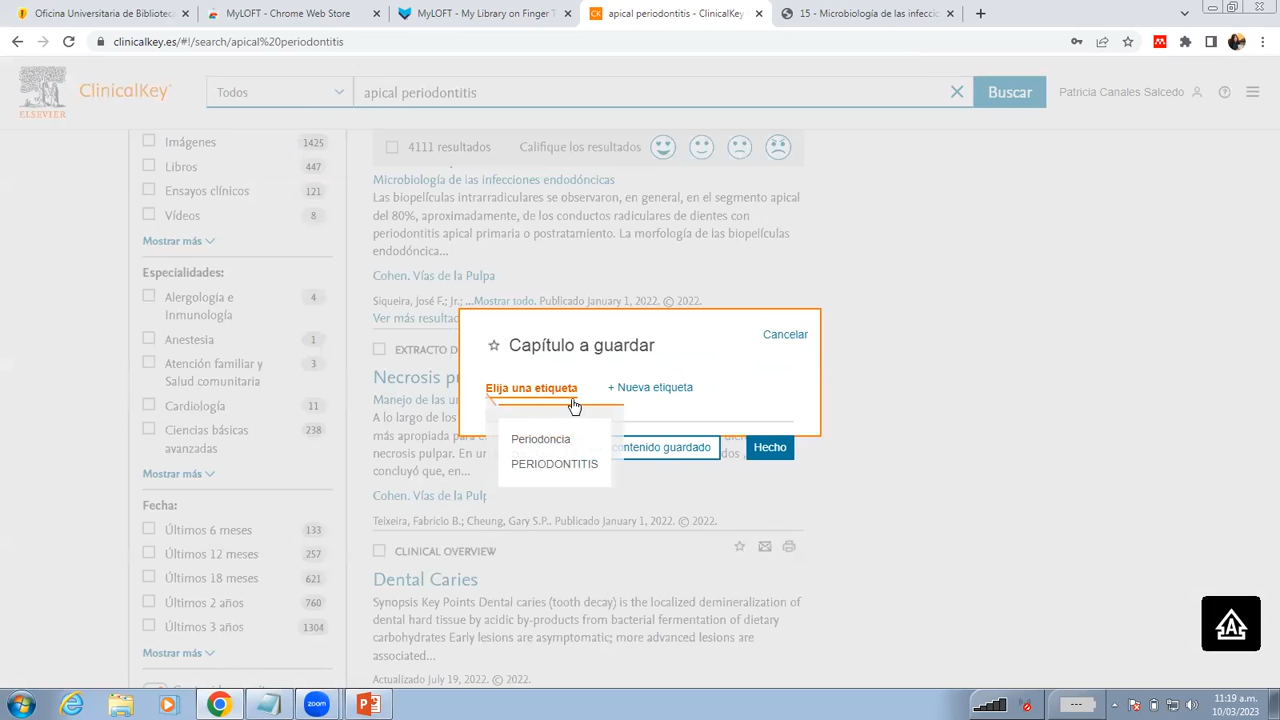 Oficina Universitaria de Bibliotec
MyLOFT - Chrome Web Store
MyLOFT - My Library on Finger T
apical periodontitis - ClinicalKey
15 - Microbiología de las infecci
clinicalkey.es/#!/search/apical%20periodontitis
ELSEVIER
ClinicalKey
Todos
apical periodontitis
Buscar
Patricia Canales Salcedo
Imágenes 1425
Libros 447
Ensayos clínicos 121
Vídeos 8
Mostrar más
Especialidades:
Alergología e 4
Inmunología
Anestesia 1
Atención familiar y 7
Salud comunitaria
Cardiología 11
Ciencias básicas 238
avanzadas
Mostrar más
Fecha:
Últimos 6 meses 133
Últimos 12 meses 257
Últimos 18 meses 621
Últimos 2 años 760
Últimos 3 años 1304
Mostrar más
4111 resultados
Califique los resultados
Microbiología de las infecciones endodóncicas
Las biopelículas intrarradiculares se observaron, en general, en el segmento apical
del 80%, aproximadamente, de los conductos radiculares de dientes con
periodontitis apical primaria o postratamiento. La morfología de las biopelículas
endodóncica...
Cohen. Vías de la Pulpa
Siqueira, José F.; Jr.; ...Mostrar todo. Publicado January 1, 2022. © 2022.
Ver más resultad
EXTRACTO D
Necrosis p
Manejo de las u
A lo largo de los
más apropiada
necrosis pulpar. En un
concluyó que, en...
Cohen. Vías de la Pulp
Teixeira, Fabricio B.; Cheung, Gary S.P.. Publicado January 1, 2022. © 2022.
CLINICAL OVERVIEW
Dental Caries
Synopsis Key Points Dental caries (tooth decay) is the localized demineralization of
dental hard tissue by acidic by-products from bacterial fermentation of dietary
carbohydrates Early lesions are asymptomatic; more advanced lesions are
associated...
Actualizado July 19, 2022. © 2022.
Capítulo a guardar
Cancelar
Elija una etiqueta
+ Nueva etiqueta
Periodoncia
PERIODONTITIS
contenido guardado
Hecho
A
zoom
11:19 a.m.
10/03/2023